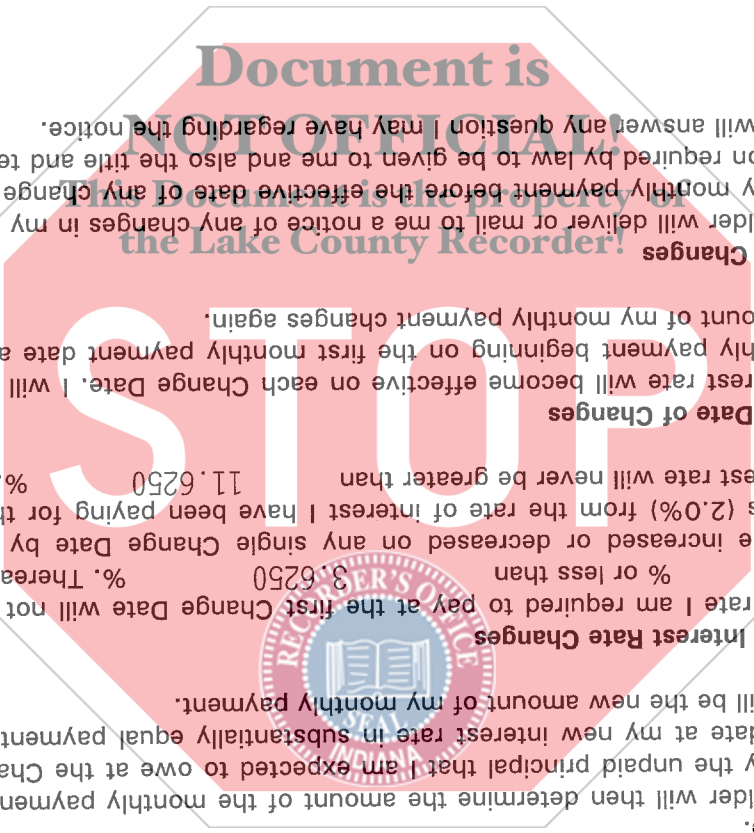 Document is
NOT OFFICIAL!
This Document is the property of
the Lake County Recorder!
STOP
RECORDER'S OFFICE
SEAL
INDIANA
lder will then determine the amount of the monthly paymen
y the unpaid principal that I am expected to owe at the Cha
date at my new interest rate in substantially equal payment
ill be the new amount of my monthly payment.
Interest Rate Changes
rate I am required to pay at the first Change Date will not
% or less than 3.6250 %. Therea
e increased or decreased on any single Change Date by
s (2.0%) from the rate of interest I have been paying for th
est rate will never be greater than 11.6250 %.
Date of Changes
rest rate will become effective on each Change Date. I will
hly payment beginning on the first monthly payment date a
ount of my monthly payment changes again.
Changes
lder will deliver or mail to me a notice of any changes in my
y monthly payment before the effective date of any change
on required by law to be given to me and also the title and te
will answer any question I may have regarding the notice.